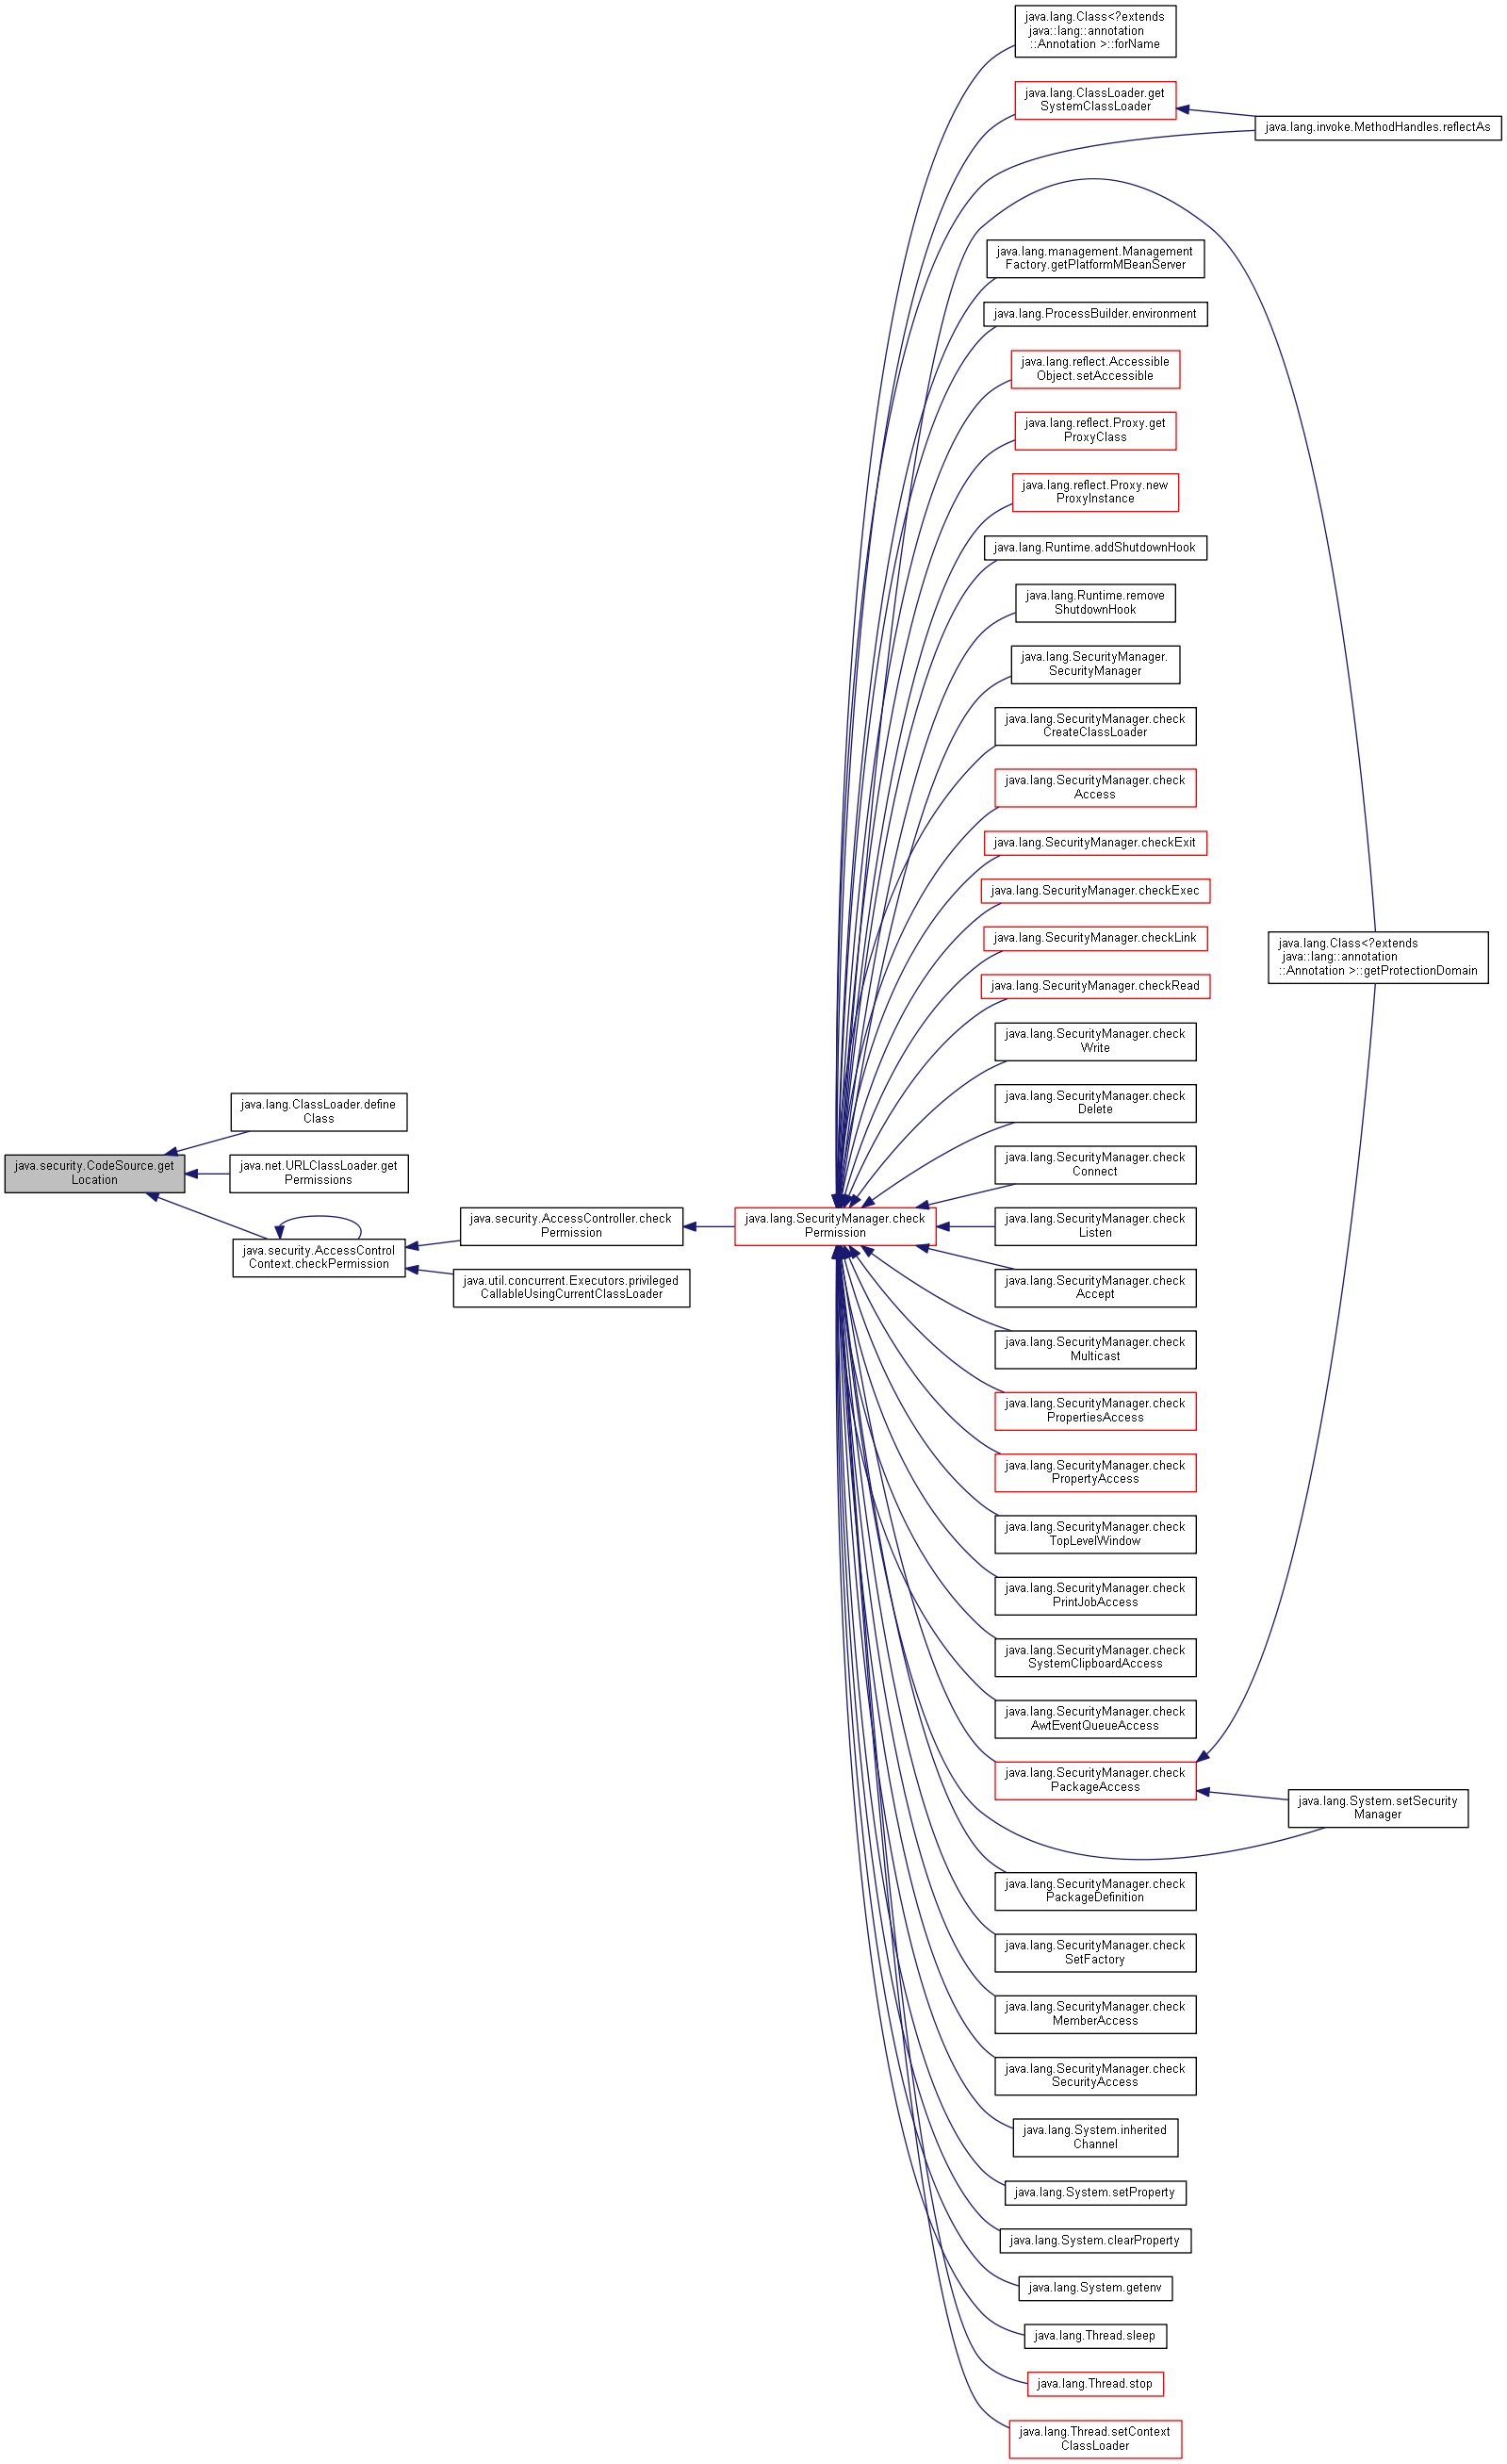 java.security.CodeSource.get
Location
java.lang.ClassLoader.define
Class
java.net.URLClassLoader.get
Permissions
java.security.AccessControl
Context.checkPermission
java.security.AccessController.check
Permission
java.util.concurrent.Executors.privileged
CallableUsingCurrentClassLoader
java.lang.SecurityManager.check
Permission
java.lang.Class<?extends
java::lang::annotation
::Annotation >::forName
java.lang.ClassLoader.get
SystemClassLoader
java.lang.invoke.MethodHandles.reflectAs
java.lang.management.Management
Factory.getPlatformMBeanServer
java.lang.ProcessBuilder.environment
java.lang.reflect.Accessible
Object.setAccessible
java.lang.reflect.Proxy.get
ProxyClass
java.lang.reflect.Proxy.new
ProxyInstance
java.lang.Runtime.addShutdownHook
java.lang.Runtime.remove
ShutdownHook
java.lang.SecurityManager.
SecurityManager
java.lang.SecurityManager.check
CreateClassLoader
java.lang.SecurityManager.check
Access
java.lang.SecurityManager.checkExit
java.lang.SecurityManager.checkExec
java.lang.SecurityManager.checkLink
java.lang.Class<?extends
java::lang::annotation
::Annotation >::getProtectionDomain
java.lang.SecurityManager.checkRead
java.lang.SecurityManager.check
Write
java.lang.SecurityManager.check
Delete
java.lang.SecurityManager.check
Connect
java.lang.SecurityManager.check
Listen
java.lang.SecurityManager.check
Accept
java.lang.SecurityManager.check
Multicast
java.lang.SecurityManager.check
PropertiesAccess
java.lang.SecurityManager.check
PropertyAccess
java.lang.SecurityManager.check
TopLevelWindow
java.lang.SecurityManager.check
PrintJobAccess
java.lang.SecurityManager.check
SystemClipboardAccess
java.lang.SecurityManager.check
AwtEventQueueAccess
java.lang.SecurityManager.check
PackageAccess
java.lang.System.setSecurity
Manager
java.lang.SecurityManager.check
PackageDefinition
java.lang.SecurityManager.check
SetFactory
java.lang.SecurityManager.check
MemberAccess
java.lang.SecurityManager.check
SecurityAccess
java.lang.System.inherited
Channel
java.lang.System.setProperty
java.lang.System.clearProperty
java.lang.System.getenv
java.lang.Thread.sleep
java.lang.Thread.stop
java.lang.Thread.setContext
ClassLoader